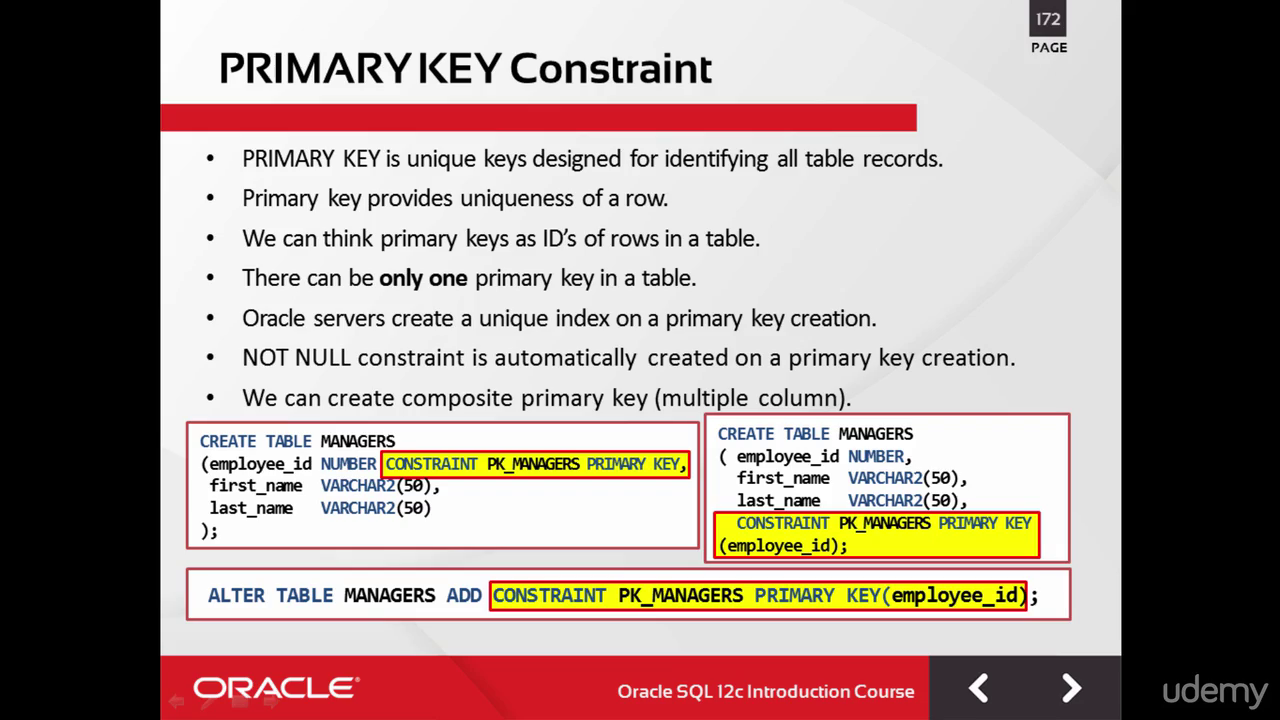 172
PAGE
PRIMARY KEY Constraint
• PRIMARY KEY is unique keys designed for identifying all table records.
• Primary key provides uniqueness of a row.
• We can think primary keys as ID’s of rows in a table.
• There can be only one primary key in a table.
• Oracle servers create a unique index on a primary key creation.
• NOT NULL constraint is automatically created on a primary key creation.
• We can create composite primary key (multiple column).
CREATE TABLE MANAGERS
(employee_id NUMBER CONSTRAINT PK_MANAGERS PRIMARY KEY,
first_name VARCHAR2(50),
last_name VARCHAR2(50)
);
CREATE TABLE MANAGERS
( employee_id NUMBER,
first_name VARCHAR2(50),
last_name VARCHAR2(50),
CONSTRAINT PK_MANAGERS PRIMARY KEY
(employee_id);
ALTER TABLE MANAGERS ADD CONSTRAINT PK_MANAGERS PRIMARY KEY(employee_id);
ORACLE®
Oracle SQL 12c Introduction Course
udemy